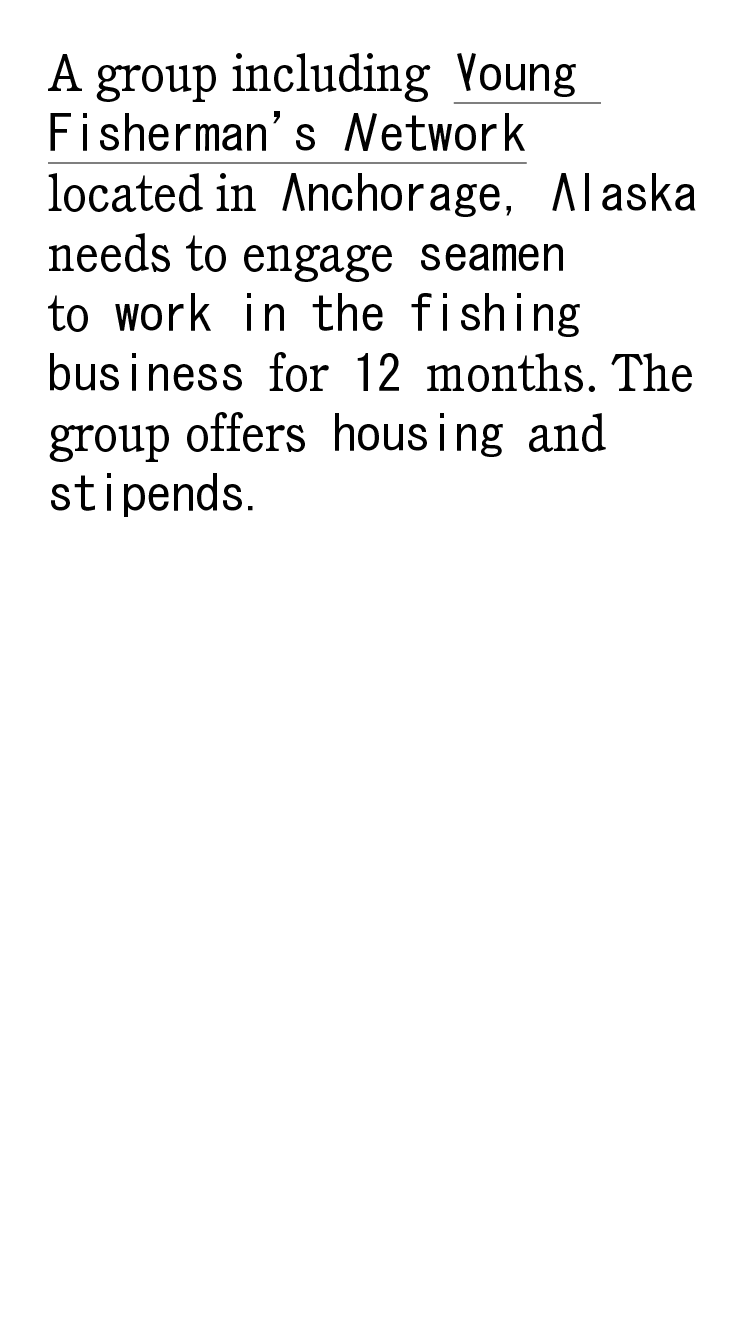 A group including Young
Fisherman's Network
located in Anchorage, Alaska
needs to engage seamen
to work in the fishing
business for 12 months. The
group offers housing and
stipends.